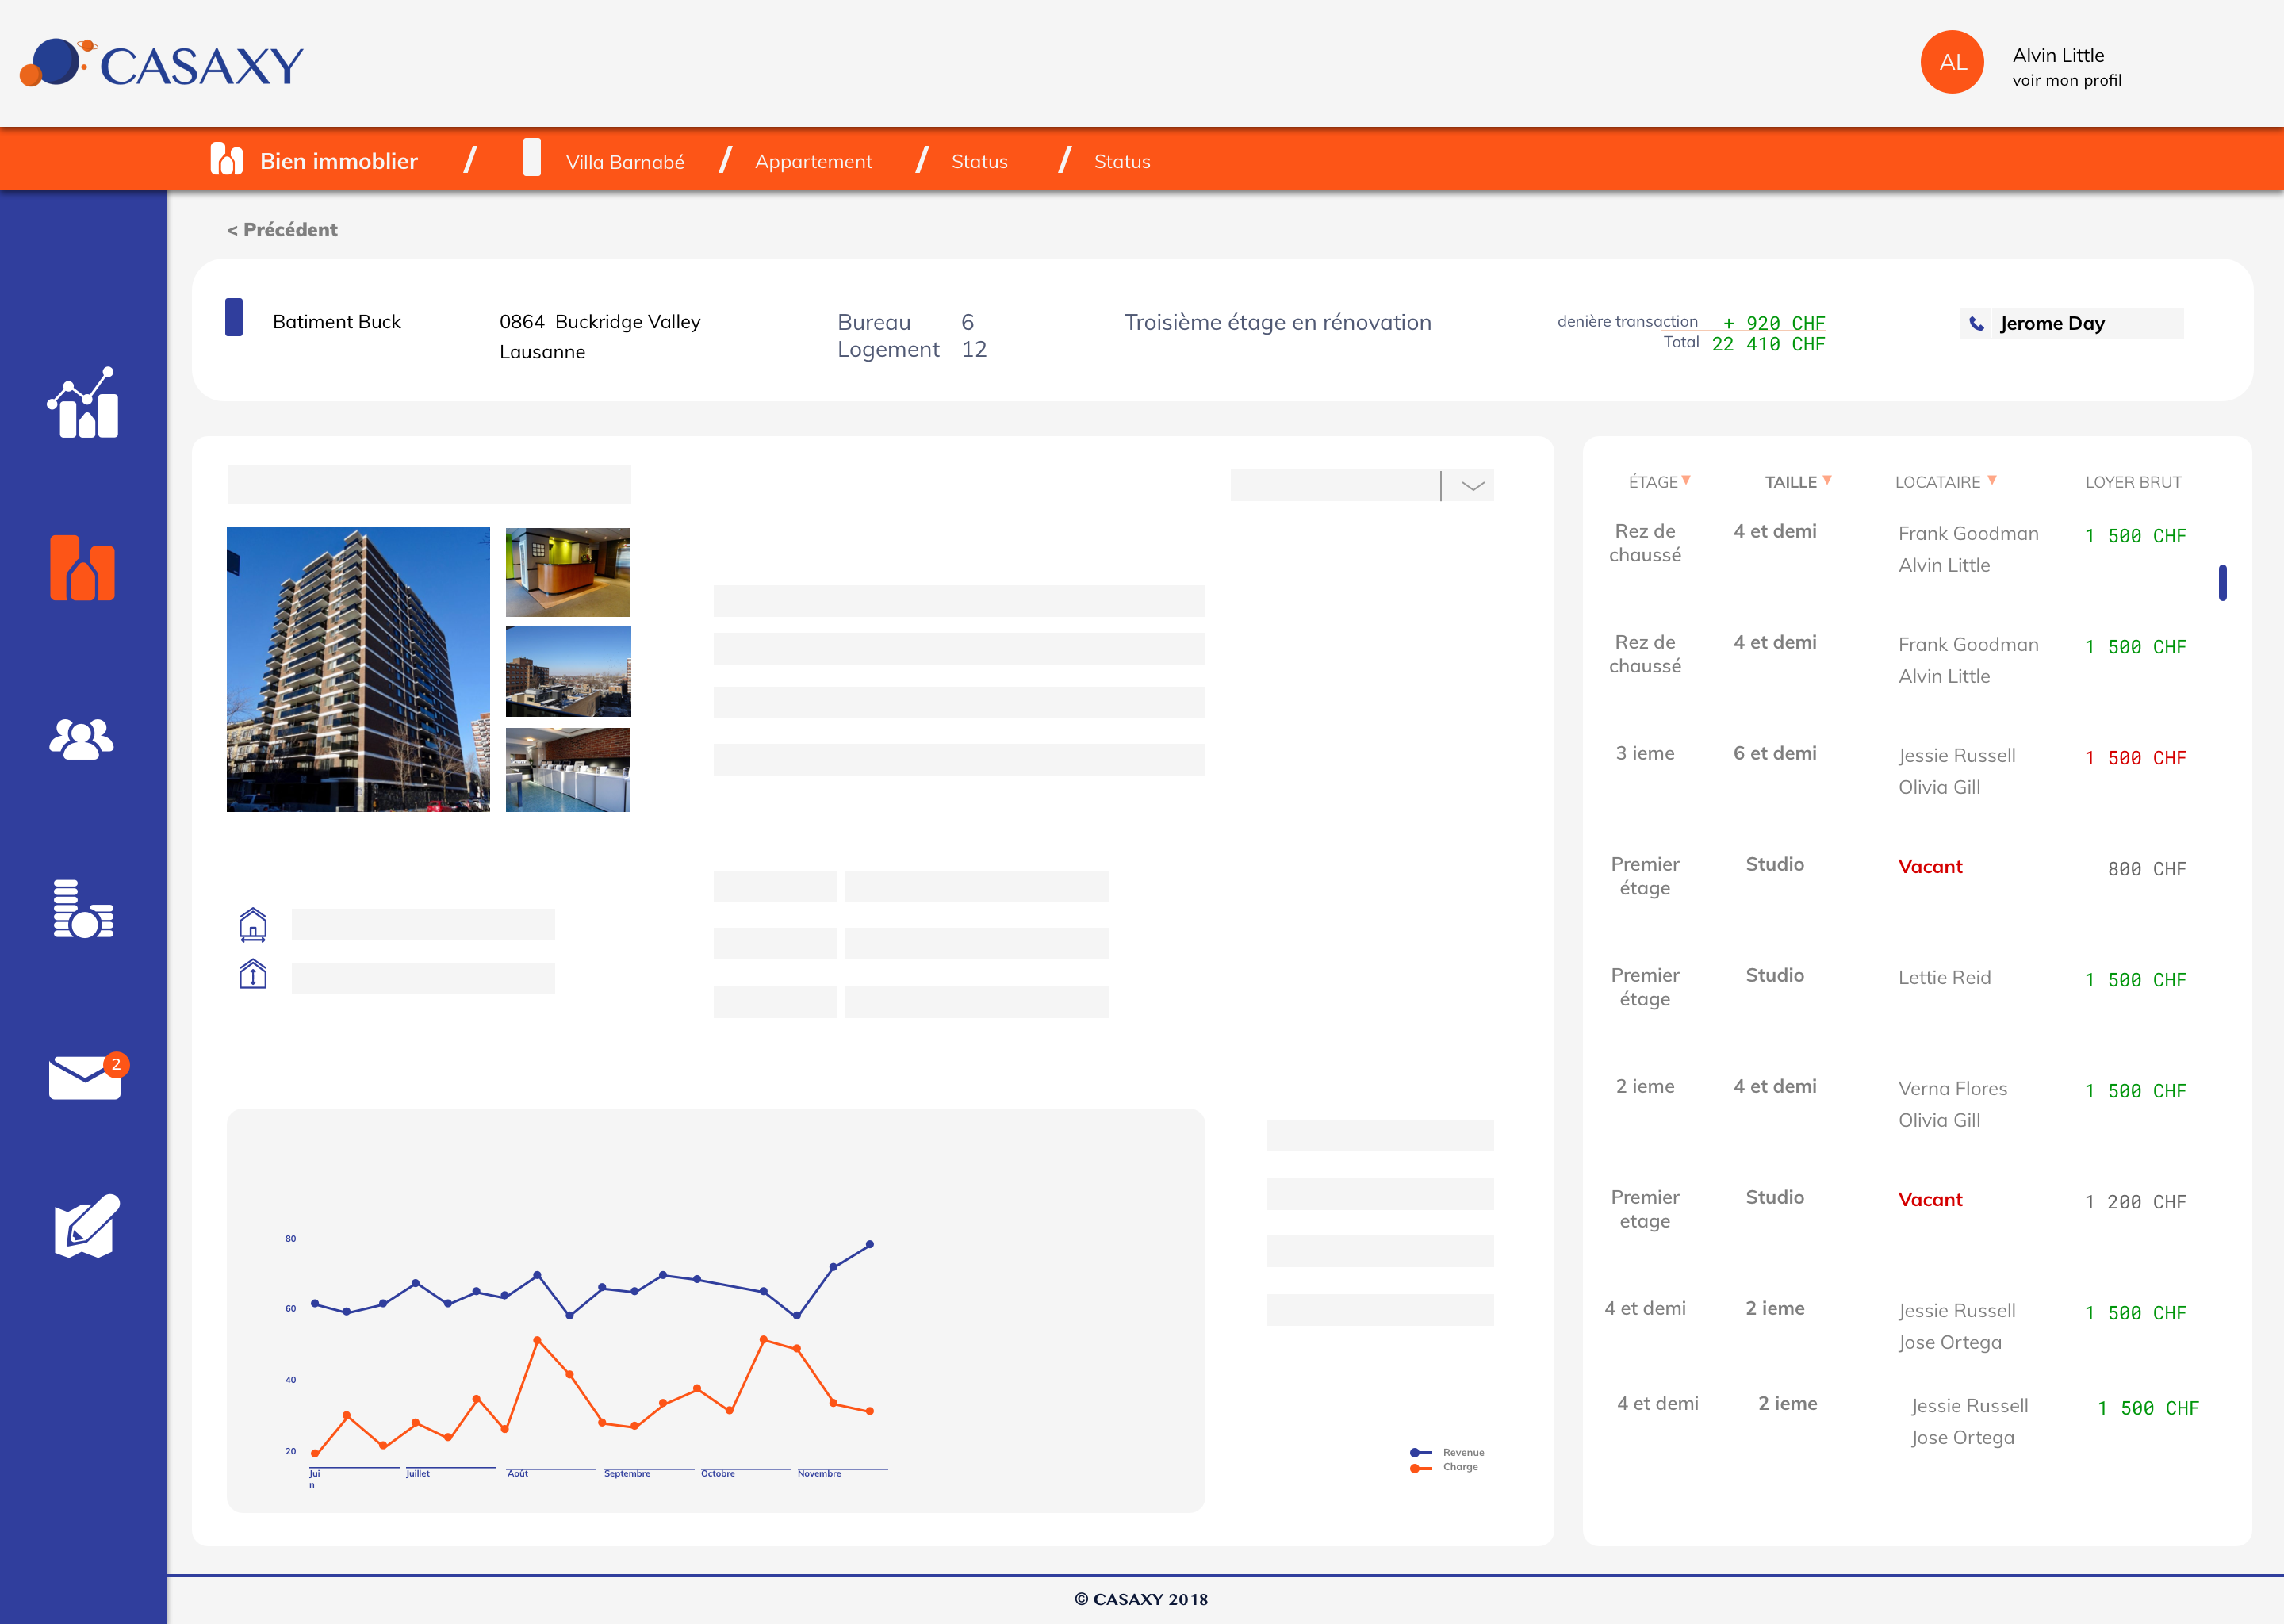 CASAXY
AL
Alvin Little
voir mon profil
Bien immoblier / Villa Barnabé / Appartement / Status / Status
< Précédent
Batiment Buck
0864 Buckridge Valley
Lausanne
Bureau 6
Logement 12
Troisième étage en rénovation
denière transaction + 920 CHF
Total 22 410 CHF
Jerome Day
ÉTAGE TAILLE LOCATAIRE LOYER BRUT
Rez de chaussé 4 et demi Frank Goodman 1 500 CHF
Alvin Little
Rez de chaussé 4 et demi Frank Goodman 1 500 CHF
Alvin Little
3 ieme 6 et demi Jessie Russell 1 500 CHF
Olivia Gill
Premier étage Studio Vacant 800 CHF
Premier étage Studio Lettie Reid 1 500 CHF
2 ieme 4 et demi Verna Flores 1 500 CHF
Olivia Gill
Premier etage Studio Vacant 1 200 CHF
4 et demi 2 ieme Jessie Russell 1 500 CHF
Jose Ortega
4 et demi 2 ieme Jessie Russell 1 500 CHF
Jose Ortega
2
80
60
40
20
Jui
n
Juillet Août Septembre Octobre Novembre
Revenue
Charge
© CASAXY 2018